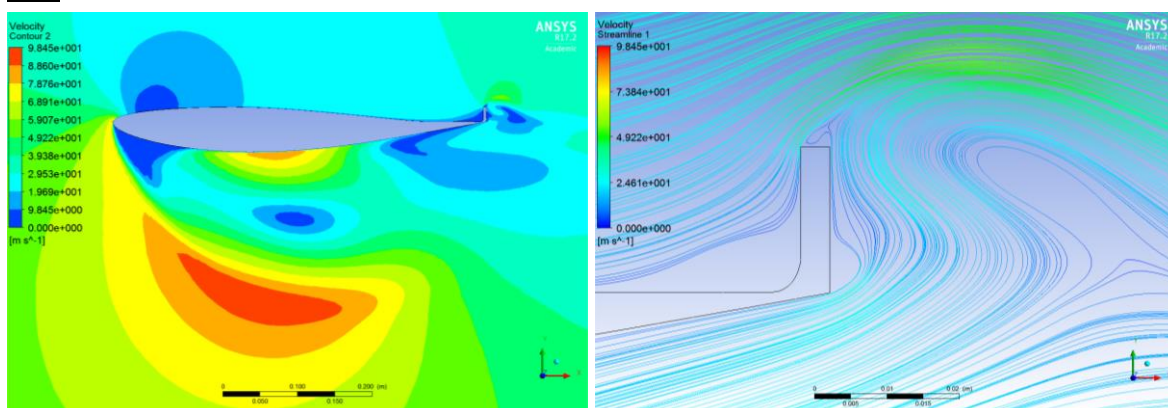 Velocity
Contour 2
9.845e+001
8.860e+001
7.876e+001
6.891e+001
5.907e+001
4.922e+001
3.938e+001
2.953e+001
1.969e+001
9.845e+000
0.000e+000
[m s^-1]
ANSYS
R17.2
Academic
0 0.100 0.200 (m)
0.050 0.150
Y
X
Velocity
Streamline 1
9.845e+001
7.384e+001
4.922e+001
2.461e+001
0.000e+000
[m s^-1]
ANSYS
R17.2
Academic
0 0.01 0.02 (m)
0.005 0.015